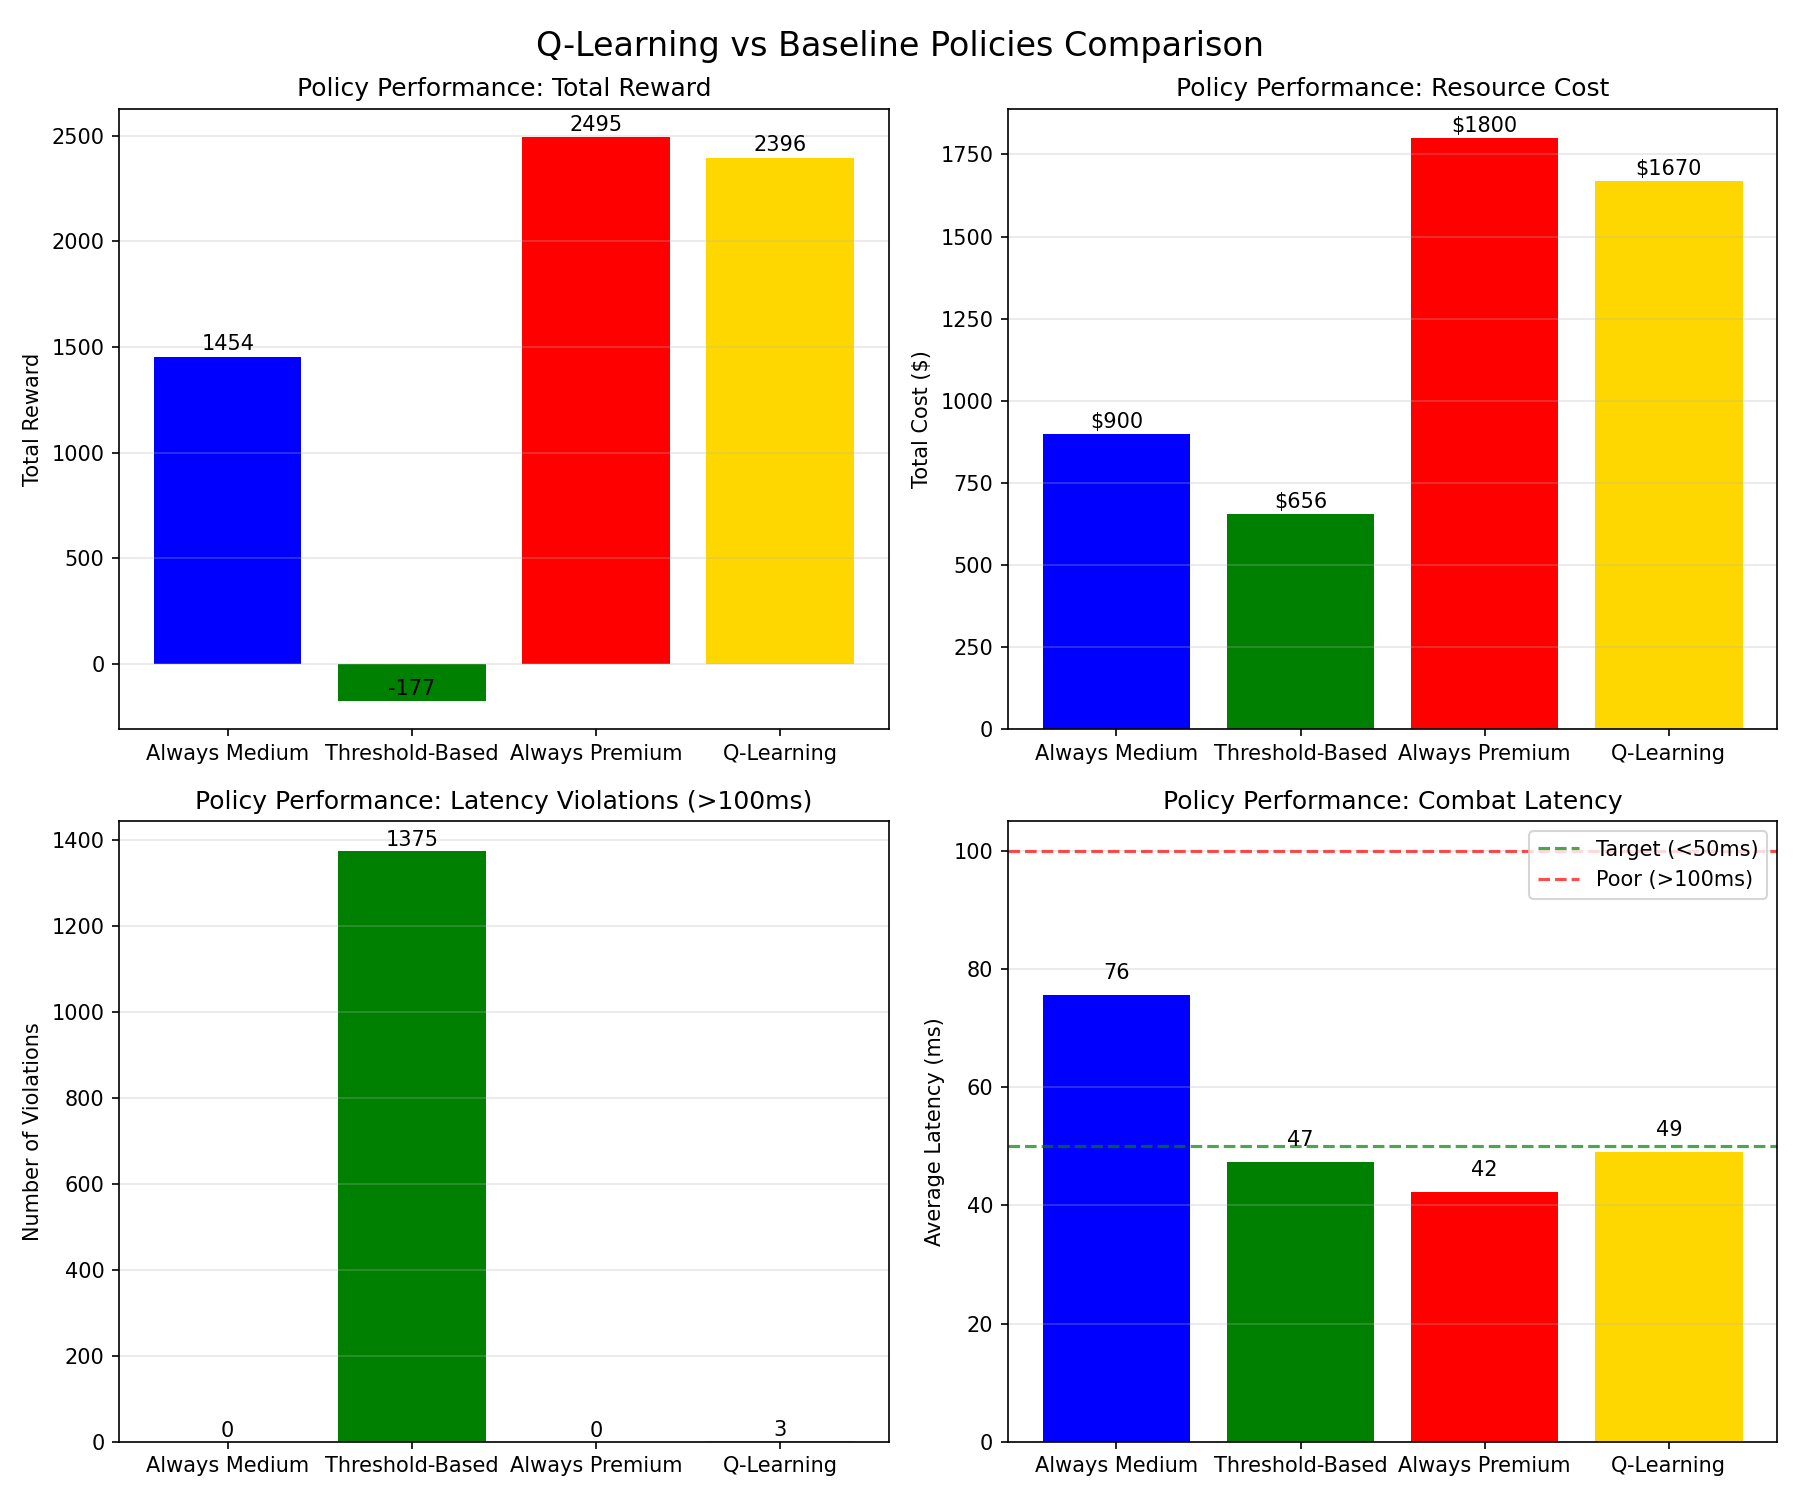 Q-Learning vs Baseline Policies Comparison
Policy Performance: Total Reward
Total Reward
2500
2000
1500
1000
500
0
1454
-177
2495
2396
Always Medium Threshold-Based Always Premium Q-Learning
Policy Performance: Resource Cost
Total Cost ($)
1750
1500
1250
1000
750
500
250
0
$900
$656
$1800
$1670
Always Medium Threshold-Based Always Premium Q-Learning
Policy Performance: Latency Violations (>100ms)
Number of Violations
1400
1200
1000
800
600
400
200
0
0
1375
0
3
Always Medium Threshold-Based Always Premium Q-Learning
Policy Performance: Combat Latency
Average Latency (ms)
100
80
60
40
20
0
Target (<50ms)
Poor (>100ms)
76
47
42
49
Always Medium Threshold-Based Always Premium Q-Learning